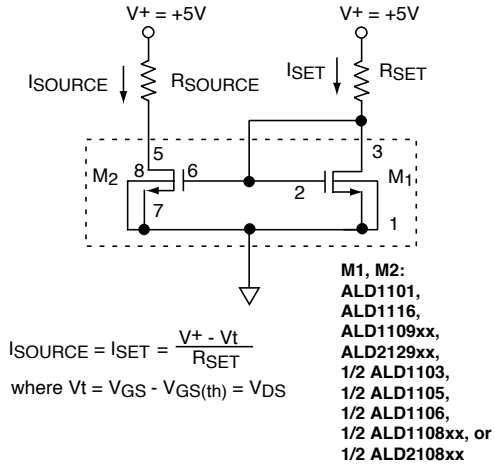 V+ = +5V
V+ = +5V
ISOURCE
RSOURCE
ISET
RSET
5
3
M2
8
6
2
M1
7
1
M1, M2:
ALD1101,
ALD1116,
ALD1109xx,
ALD2129xx,
1/2 ALD1103,
1/2 ALD1105,
1/2 ALD1106,
1/2 ALD1108xx, or
1/2 ALD2108xx
ISOURCE = ISET = V+ - Vt
RSET
where Vt = VGS - VGS(th) = VDS